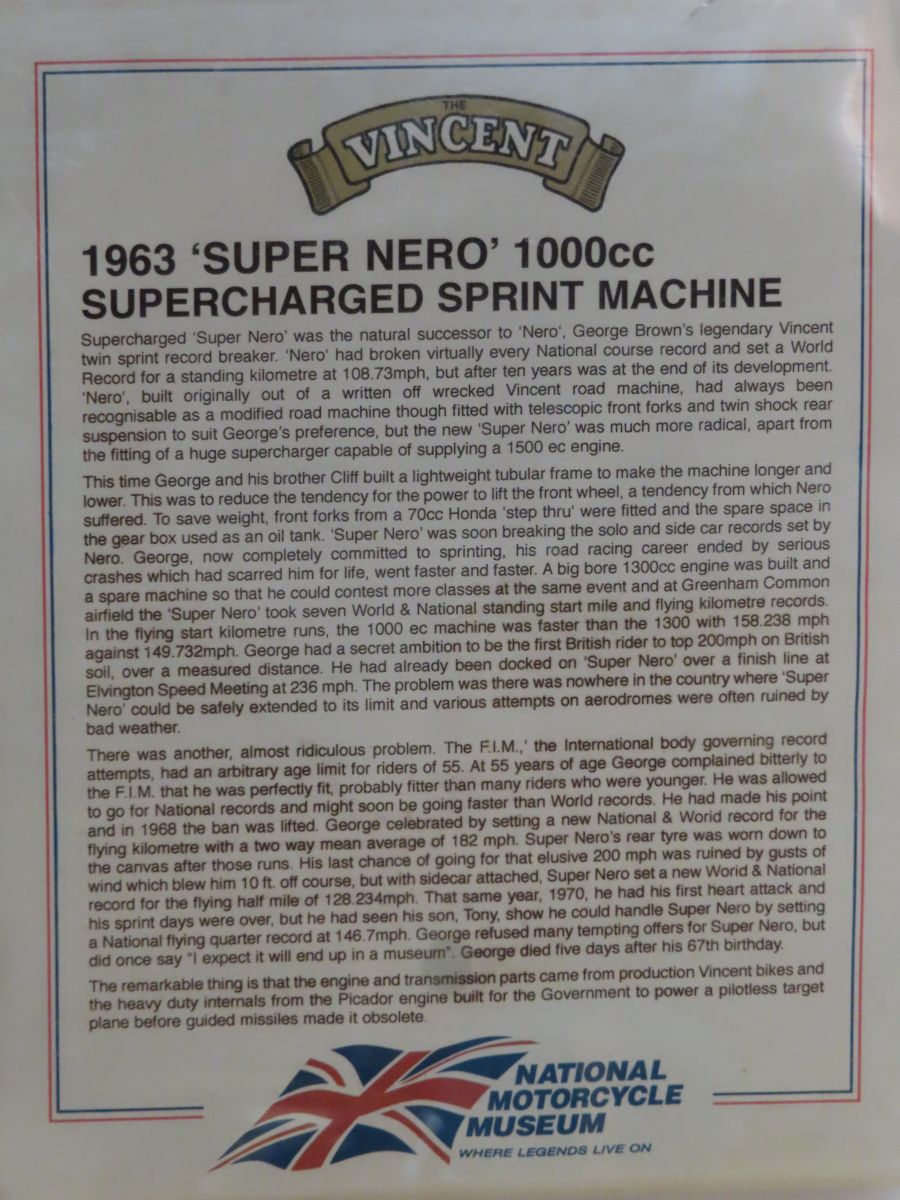 THE
VINCENT
1963 ‘SUPER NERO’ 1000cc
SUPERCHARGED SPRINT MACHINE
Supercharged ‘Super Nero’ was the natural successor to ‘Nero‘, George Brown’s legendary Vincent
twin sprint record breaker. ‘Nero‘ had broken virtually every National course record and set a World
Record for a standing kilometre at 108.73mph, but after ten years was at the end of its development.
‘Nero‘, built originally out of a written off wrecked Vincent road machine, had always been
recognisable as a modified road machine though fitted with telescopic front forks and twin shock rear
suspension to suit George’s preference, but the new ‘Super Nero’ was much more radical, apart from
the fitting of a huge supercharger capable of supplying a 1500 ec engine.
This time George and his brother Cliff built a lightweight tubular frame to make the machine longer and
lower. This was to reduce the tendency for the power to lift the front wheel, a tendency from which Nero
suffered. To save weight, front forks from a 70cc Honda ‘step thru‘ were fitted and the spare space in
the gear box used as an oil tank. ‘Super Nero’ was soon breaking the solo and side car records set by
Nero. George, now completely committed to sprinting, his road racing career ended by serious
crashes which had scarred him for life, went faster and faster. A big bore 1300cc engine was built and
a spare machine so that he could contest more classes at the same event and at Greenham Common
airfield the ‘Super Nero’ took seven World & National standing start mile and flying kilometre records.
In the flying start kilometre runs, the 1000 ec machine was faster than the 1300 with 158.238 mph
against 149.732mph. George had a secret ambition to be the first British rider to top 200mph on British
soil, over a measured distance. He had already been docked on ‘Super Nero’ over a finish line at
Elvington Speed Meeting at 236 mph. The problem was there was nowhere in the country where ‘Super
Nero’ could be safely extended to its limit and various attempts on aerodromes were often ruined by
bad weather.
There was another, almost ridiculous problem. The F.I.M.,’ the International body governing record
attempts, had an arbitrary age limit for riders of 55. At 55 years of age George complained bitterly to
the F.I.M. that he was perfectly fit, probably fitter than many riders who were younger. He was allowed
to go for National records and might soon be going faster than World records. He had made his point
and in 1968 the ban was lifted. George celebrated by setting a new National & World record for the
flying kilometre with a two way mean average of 182 mph. Super Nero’s rear tyre was worn down to
the canvas after those runs. His last chance of going for that elusive 200 mph was ruined by gusts of
wind which blew him 10 ft. off course, but with sidecar attached, Super Nero set a new World & National
record for the flying half mile of 128.234mph. That same year, 1970, he had his first heart attack and
his sprint days were over, but he had seen his son, Tony, show he could handle Super Nero by setting
a National flying quarter record at 146.7mph. George refused many tempting offers for Super Nero, but
did once say “I expect it will end up in a museum”. George died five days after his 67th birthday.
The remarkable thing is that the engine and transmission parts came from production Vincent bikes and
the heavy duty internals from the Picador engine built for the Government to power a pilotless target
plane before guided missiles made it obsolete.
NATIONAL
MOTORCYCLE
MUSEUM
WHERE LEGENDS LIVE ON